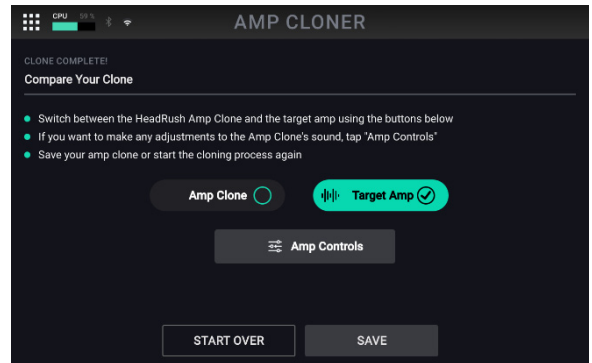 CPU 59 % AMP CLONER
CLONE COMPLETE!
Compare Your Clone
Switch between the HeadRush Amp Clone and the target amp using the buttons below
If you want to make any adjustments to the Amp Clone's sound, tap "Amp Controls"
Save your amp clone or start the cloning process again
Amp Clone Target Amp
Amp Controls
START OVER SAVE